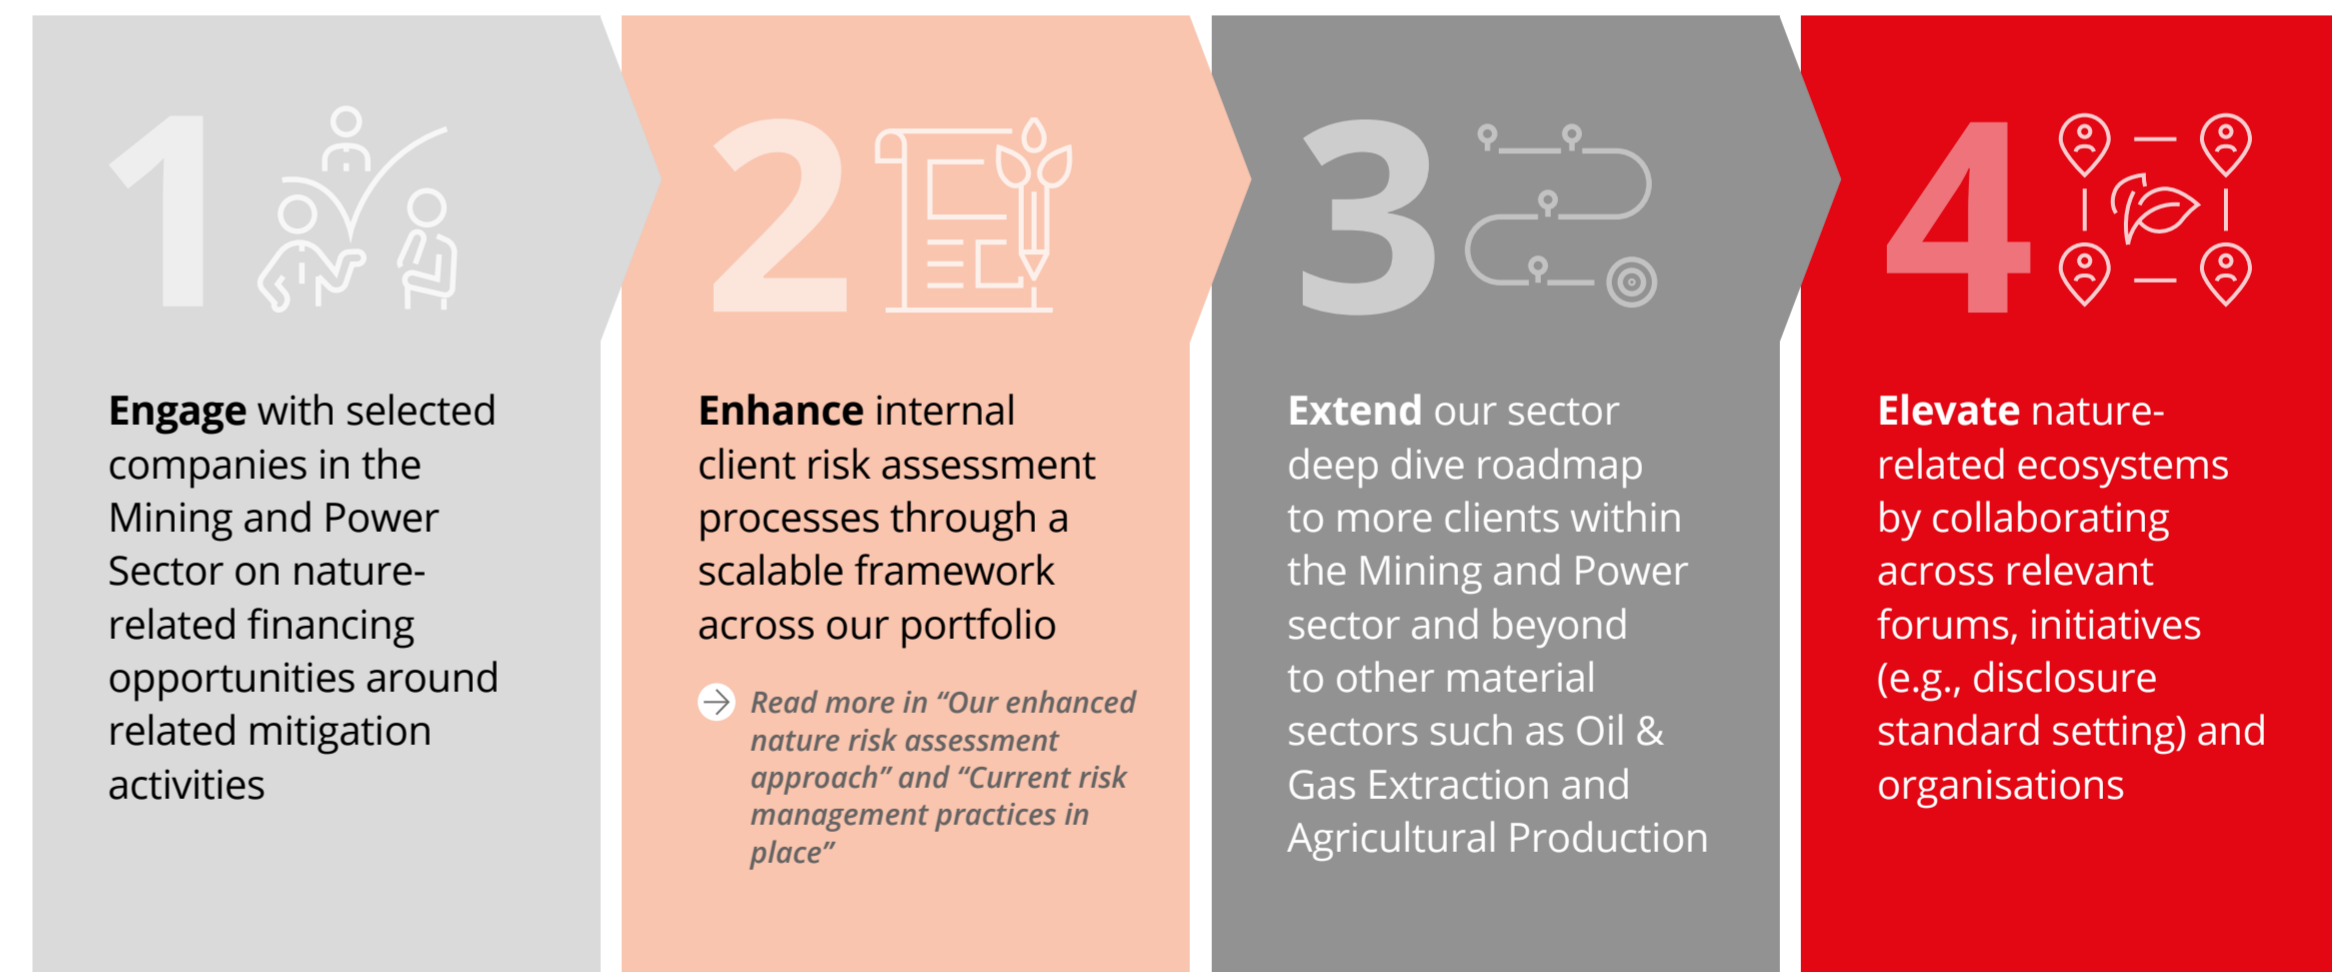 1
Engage with selected
companies in the
Mining and Power
Sector on nature-
related financing
opportunities around
related mitigation
activities
2
Enhance internal
client risk assessment
processes through a
scalable framework
across our portfolio
Read more in “Our enhanced
nature risk assessment
approach” and “Current risk
management practices in
place”
3
Extend our sector
deep dive roadmap
to more clients within
the Mining and Power
sector and beyond
to other material
sectors such as Oil &
Gas Extraction and
Agricultural Production
4
Elevate nature-
related ecosystems
by collaborating
across relevant
forums, initiatives
(e.g., disclosure
standard setting) and
organisations